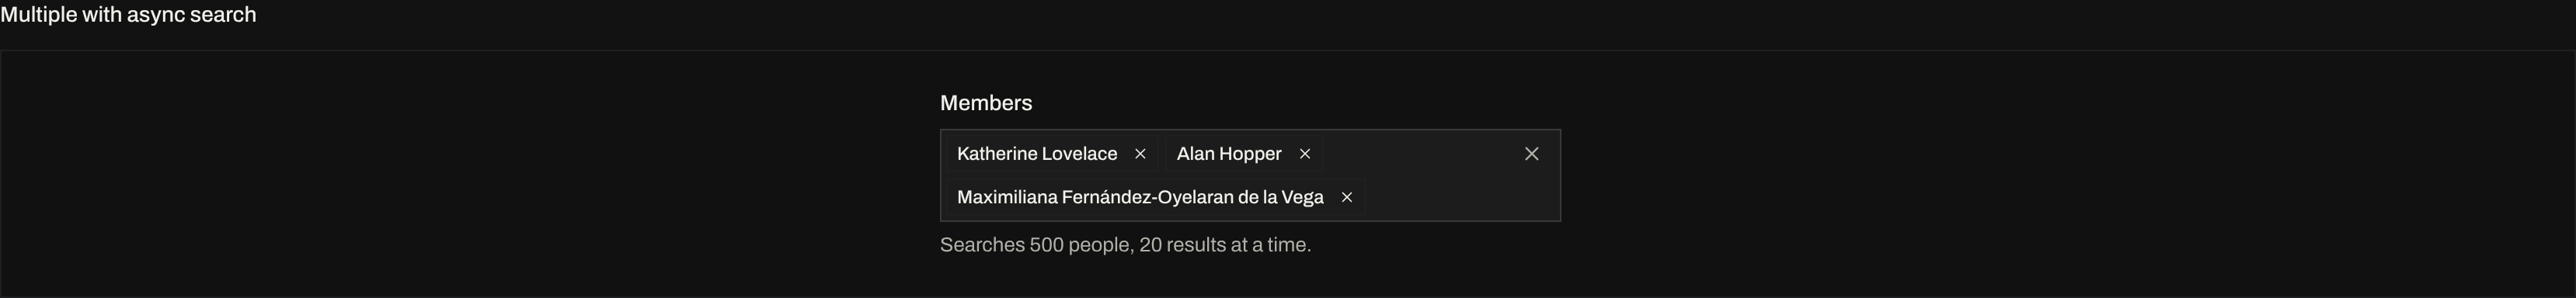 Multiple with async search
Members
Katherine Lovelace Alan Hopper
Maximiliana Fernández-Oyelaran de la Vega
Searches 500 people, 20 results at a time.